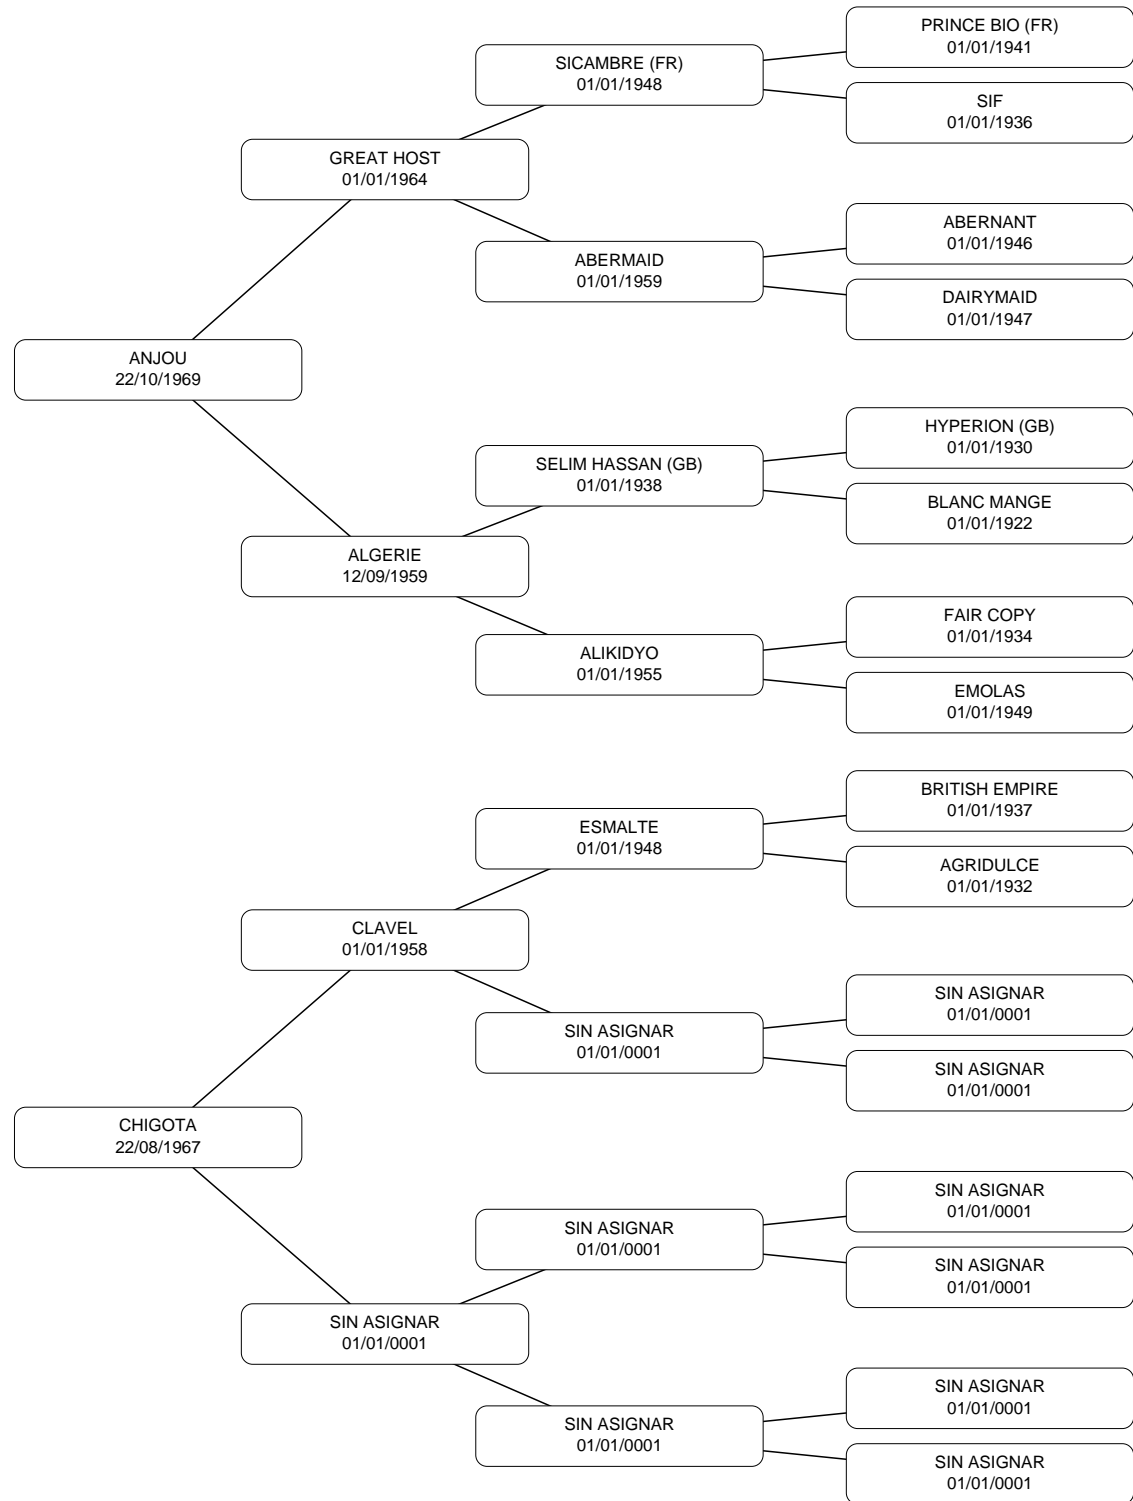 PRINCE BIO (FR)
01/01/1941
SICAMBRE (FR)
01/01/1948
SIF
01/01/1936
GREAT HOST
01/01/1964
ABERNANT
01/01/1946
ABERMAID
01/01/1959
DAIRYMAID
01/01/1947
ANJOU
22/10/1969
HYPERION (GB)
01/01/1930
SELIM HASSAN (GB)
01/01/1938
BLANC MANGE
01/01/1922
ALGERIE
12/09/1959
FAIR COPY
01/01/1934
ALIKIDYO
01/01/1955
EMOLAS
01/01/1949
BRITISH EMPIRE
01/01/1937
ESMALTE
01/01/1948
AGRIDULCE
01/01/1932
CLAVEL
01/01/1958
SIN ASIGNAR
01/01/0001
SIN ASIGNAR
01/01/0001
SIN ASIGNAR
01/01/0001
CHIGOTA
22/08/1967
SIN ASIGNAR
01/01/0001
SIN ASIGNAR
01/01/0001
SIN ASIGNAR
01/01/0001
SIN ASIGNAR
01/01/0001
SIN ASIGNAR
01/01/0001
SIN ASIGNAR
01/01/0001
SIN ASIGNAR
01/01/0001